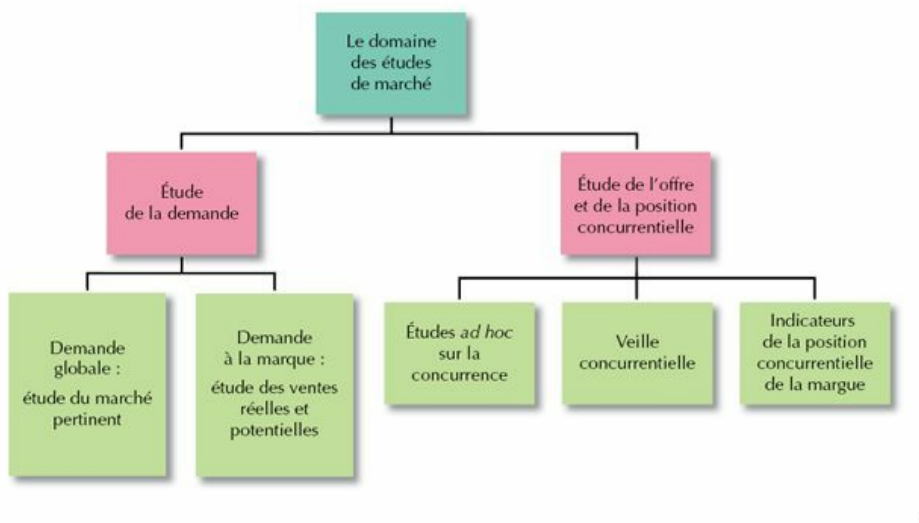 Le domaine
des études
de marché
Étude
de la demande
Étude de l'offre
et de la position
concurrentielle
Demande
globale :
étude du marché
pertinent
Demande
à la marque :
étude des ventes
réelles et
potentielles
Études ad hoc
sur la
concurrence
Veille
concurrentielle
Indicateurs
de la position
concurrentielle
de la margue